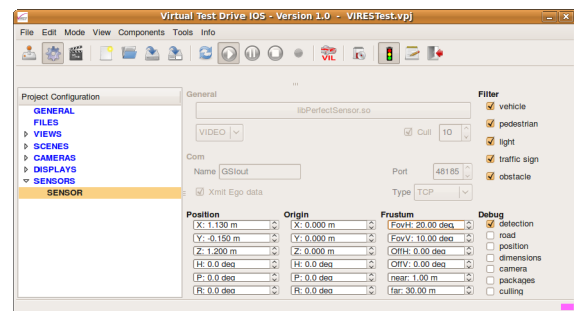 Virtual Test Drive IOS - Version 1.0 - VIRESTest.vpj
File Edit Mode View Components Tools Info
VIL
Project Configuration
GENERAL
FILES
VIEWS
SCENES
CAMERAS
DISPLAYS
SENSORS
SENSOR
General
libPerfectSensor.so
VIDEO
Cull 10
Com
Name GSIout
Port 48185
Xmit Ego data
Type TCP
Filter
vehicle
pedestrian
light
traffic sign
obstacle
Position Origin Frustum Debug
X: 1.130 m X: 0.000 m FovH: 20.00 deg detection
Y: -0.150 m Y: 0.000 m FovV: 10.00 deg road
Z: 1.200 m Z: 0.000 m OffH: 0.00 deg position
H: 0.0 deg H: 0.0 deg OffV: 0.00 deg dimensions
P: 0.0 deg P: 0.0 deg near: 1.00 m camera
R: 0.0 deg R: 0.0 deg far: 30.00 m packages
culling